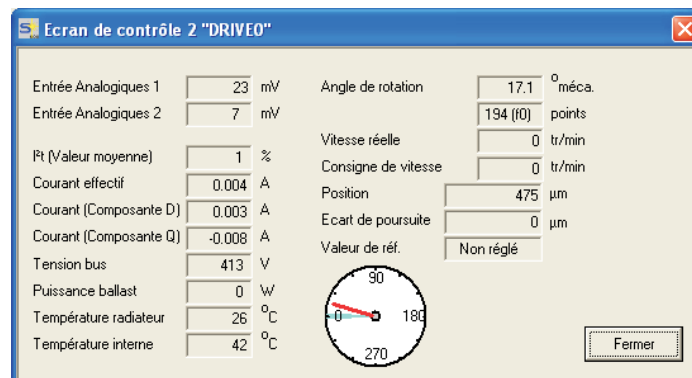 Ecran de contrôle 2 "DRIVE0"
Entrée Analogiques 1 23 mV
Entrée Analogiques 2 7 mV
I²t (Valeur moyenne) 1 %
Courant effectif 0.004 A
Courant (Composante D) 0.003 A
Courant (Composante Q) -0.008 A
Tension bus 413 V
Puissance ballast 0 W
Température radiateur 26 °C
Température interne 42 °C
Angle de rotation 17.1 °méca.
194 (f0) points
Vitesse réelle 0 tr/min
Consigne de vitesse 0 tr/min
Position 475 µm
Ecart de poursuite 0 µm
Valeur de réf. Non réglé
90
0 180
270
Fermer